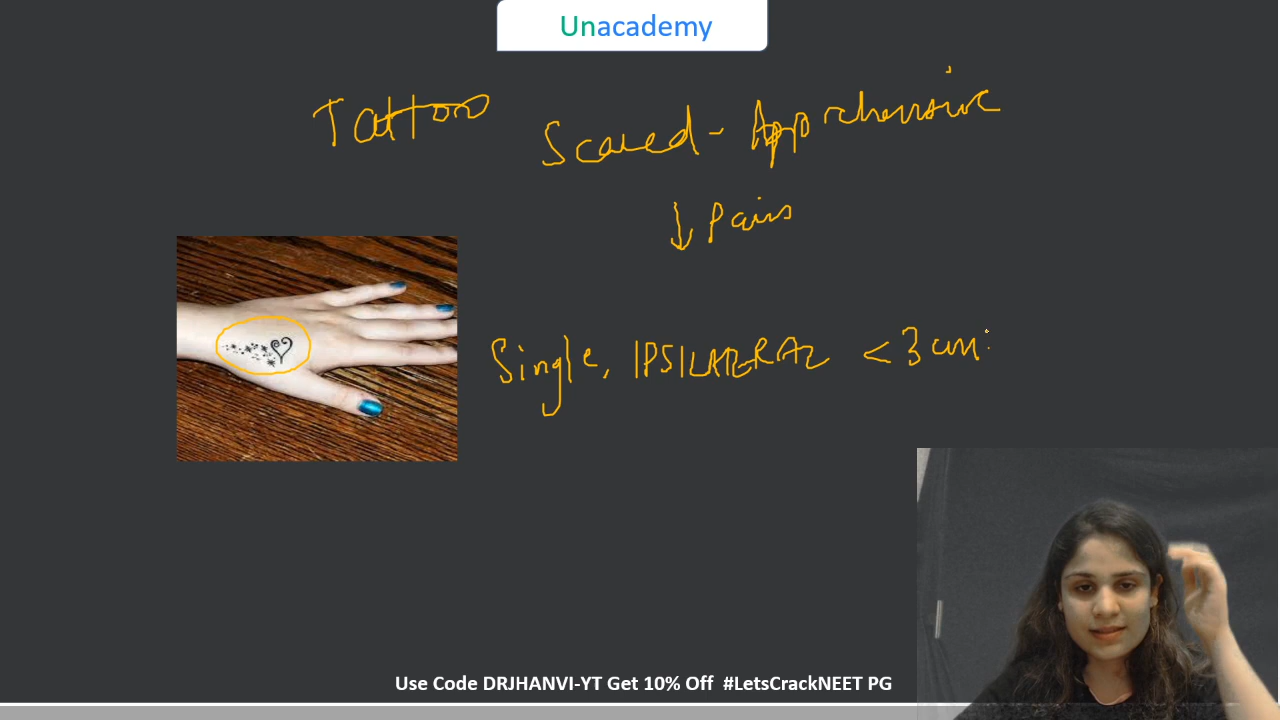 Unacademy
Tattoo
Scared - Apprehensive
↓ Pain
Single, IPSILATERAL < 3 cm.
Use Code DRJHANVI-YT Get 10% Off #LetsCrackNEET PG